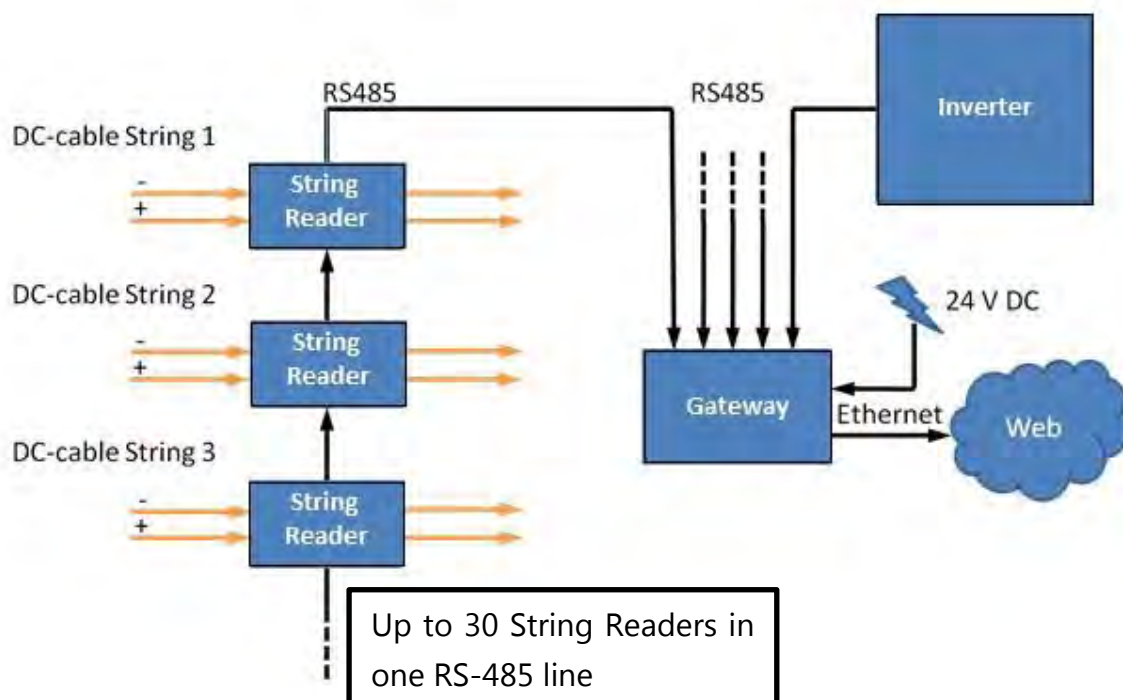 RS485
RS485
Inverter
DC-cable String 1
-
+
String
Reader
DC-cable String 2
-
+
String
Reader
24 V DC
Gateway
Ethernet
Web
DC-cable String 3
-
+
String
Reader
Up to 30 String Readers in
one RS-485 line